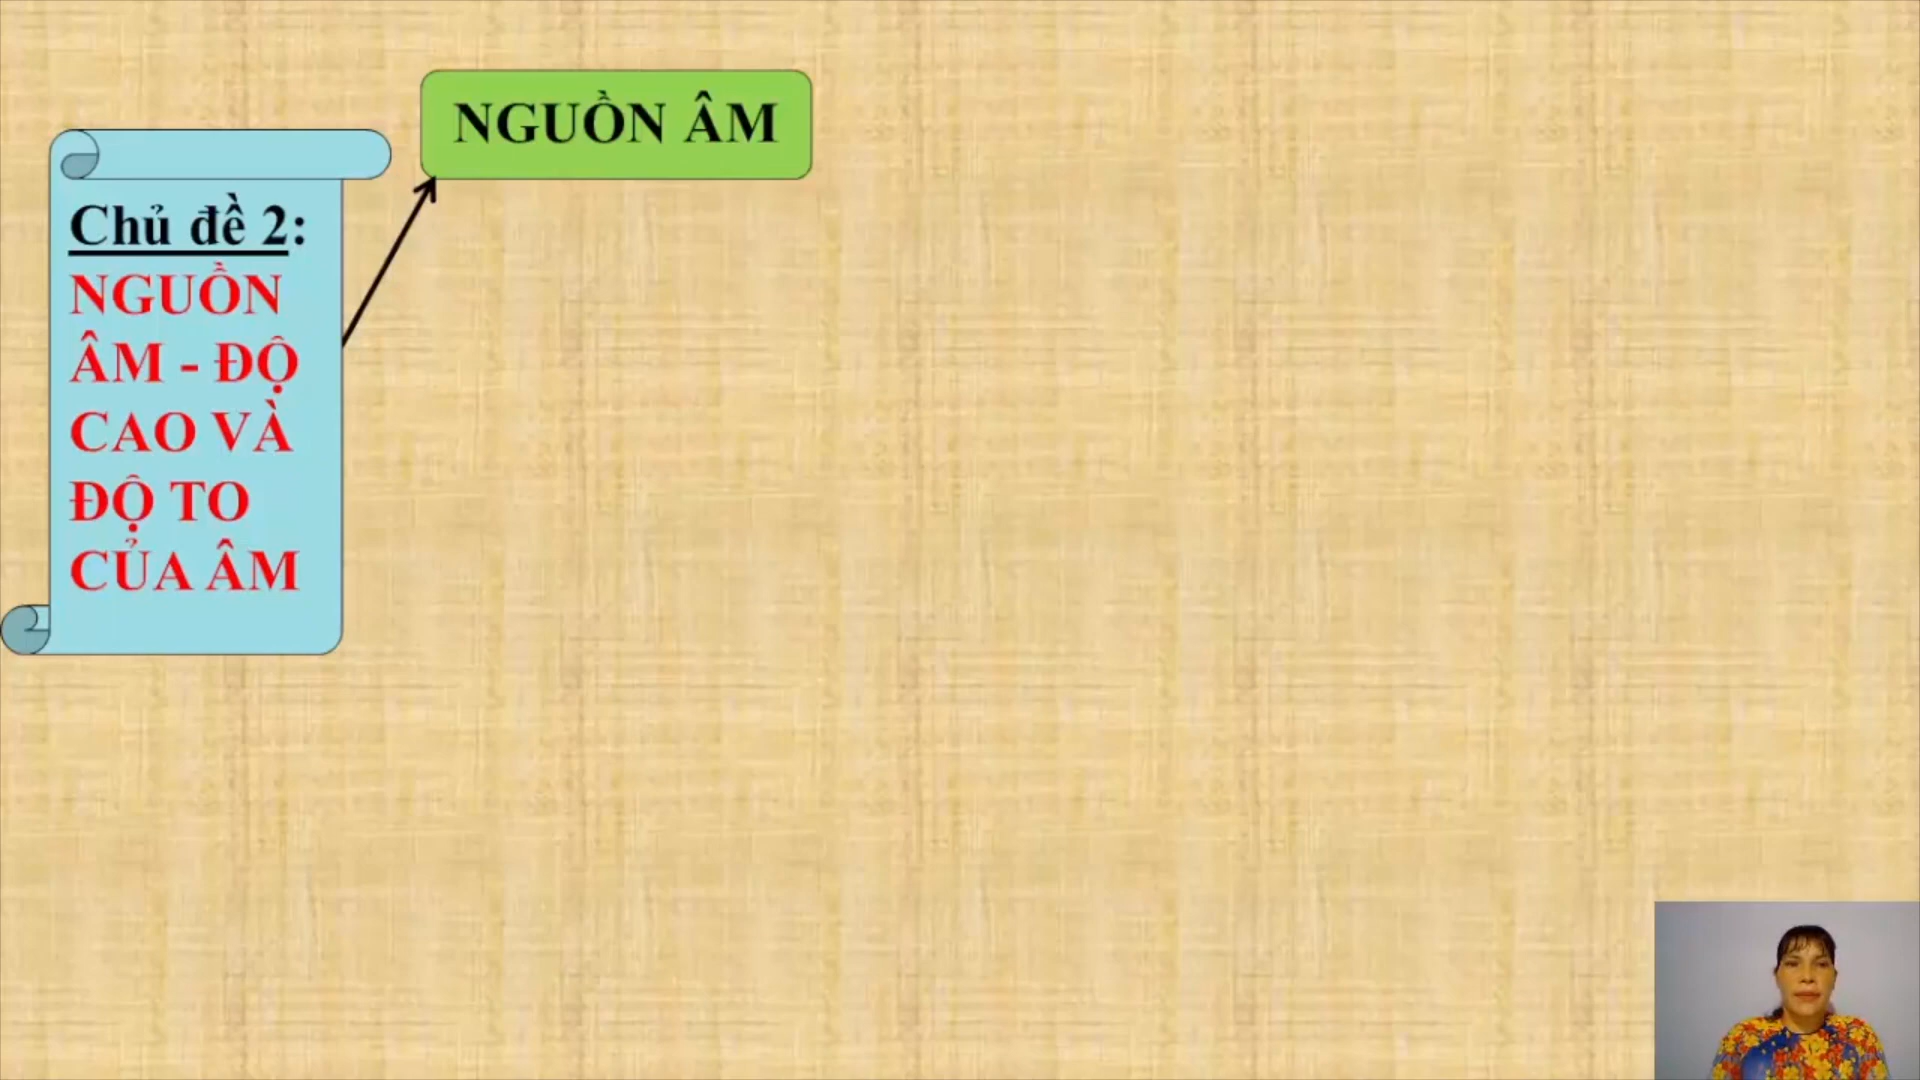 NGUỒN ÂM
Chủ đề 2:
NGUỒN
ÂM - ĐỘ
CAO VÀ
ĐỘ TO
CỦA ÂM